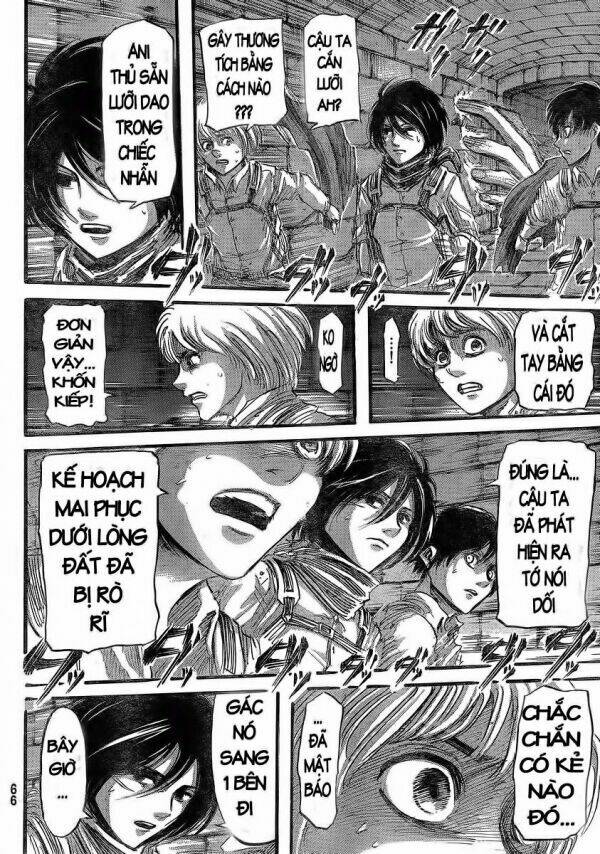 CẬU TA
CẮN
LƯỠI
AH?
GÂY THƯƠNG
TÍCH BẰNG
CÁCH NÀO
???
ANI
THỦ SẴN
LƯỠI DAO
TRONG
CHIẾC
NHẪN
VÀ CẮT
TAY BẰNG
CÁI ĐÓ
...!
KO
NGỜ
ĐƠN
GIẢN
VẬY...
KHỐN
KIẾP!
ĐÚNG LÀ...
CẬU TA
ĐÃ PHÁT
HIỆN RA
TỚ NÓI
DỐI
KẾ HOẠCH
MAI PHỤC
DƯỚI LÒNG
ĐẤT ĐÃ
BỊ RÒ
RĨ
CHẮC
CHẮN
CÓ KẺ
NÀO
ĐÓ...
...
ĐÃ MẬT
BÁO
GÁC
NÓ
SANG
1 BÊN
ĐI
BÂY
GIỜ
...
66